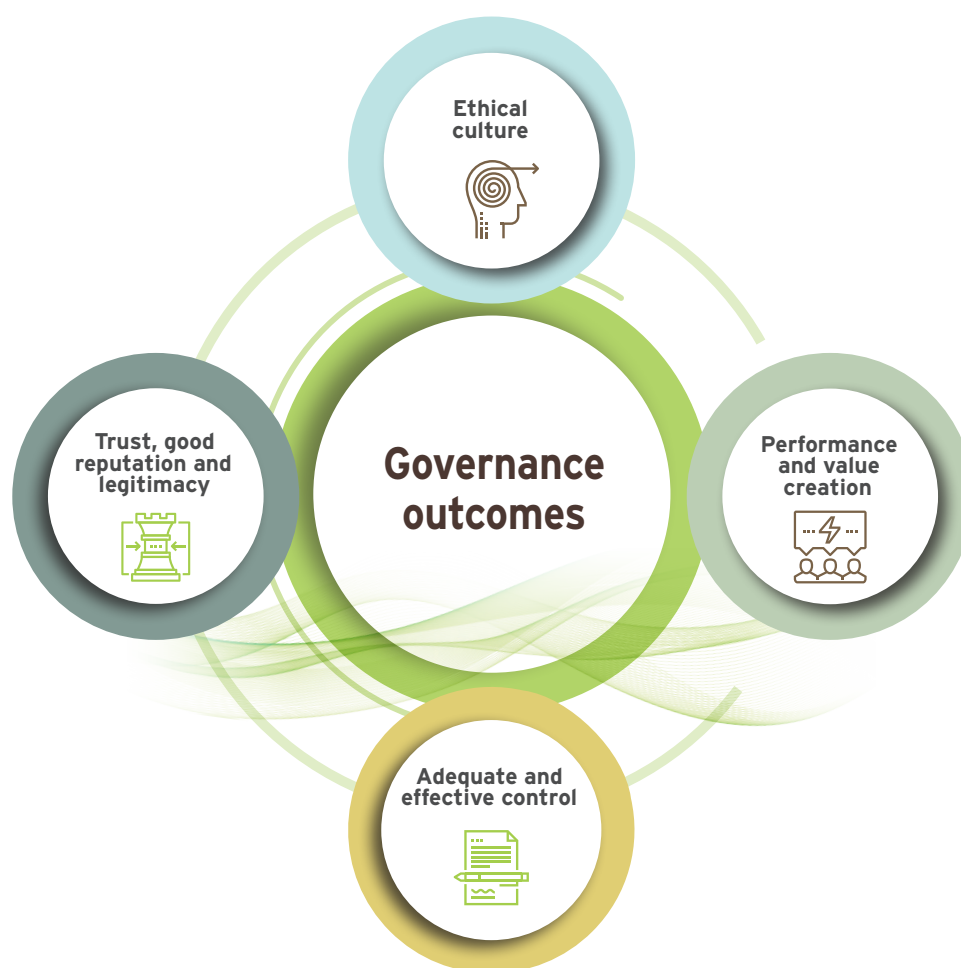 Ethical
culture
Trust, good
reputation and
legitimacy
Governance
outcomes
Performance
and value
creation
Adequate and
effective control